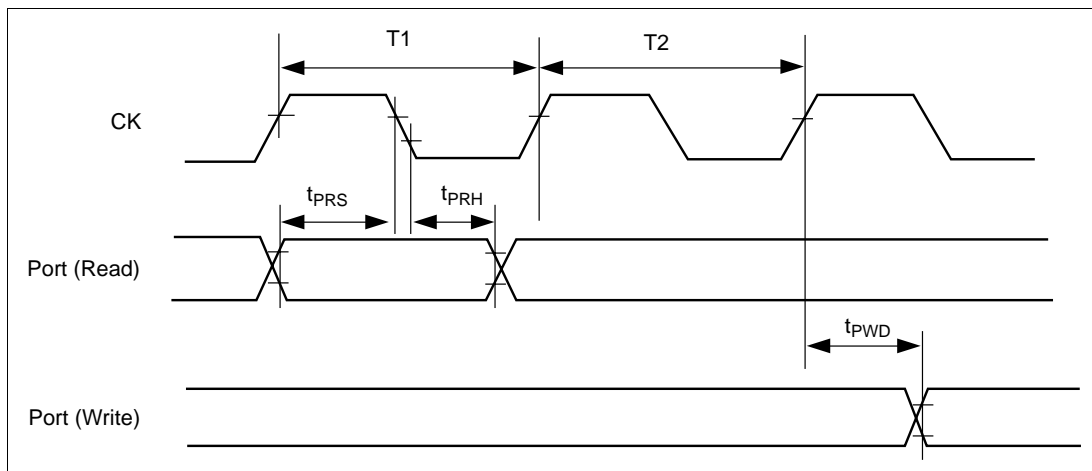 T1
T2
CK
tPRS
tPRH
Port (Read)
tPWD
Port (Write)